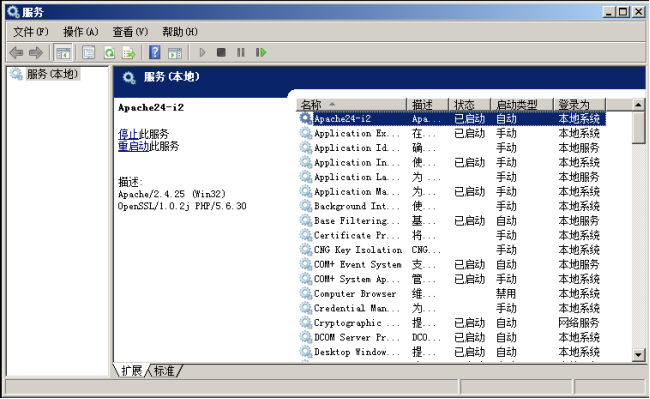 服务
文件(F) 操作(A) 查看(V) 帮助(H)
服务(本地)
服务(本地)
Apache24-i2
停止此服务
重启动此服务
描述:
Apache/2.4.25 (Win32)
OpenSSL/1.0.2j PHP/5.6.30
名称 描述 状态 启动类型 登录为
Apache24-i2 Apa... 已启动 自动 本地系统
Application Ex... 在... 已启动 手动 本地系统
Application Id... 确... 手动 本地服务
Application In... 使... 已启动 手动 本地系统
Application La... 为 ... 手动 本地服务
Application Ma... 为... 已启动 手动 本地系统
Background Int... 使... 手动 本地系统
Base Filtering... 基... 已启动 自动 本地服务
Certificate Pr... 将... 手动 本地系统
CNG Key Isolation CNG... 手动 本地系统
COM+ Event System 支... 已启动 自动 本地服务
COM+ System Ap... 管... 已启动 手动 本地系统
Computer Browser 维... 禁用 本地系统
Credential Man... 为... 手动 本地系统
Cryptographic ... 提... 已启动 自动 网络服务
DCOM Server Pr... DCO... 已启动 自动 本地系统
Desktop Window... 提... 已启动 自动 本地系统
扩展 标准